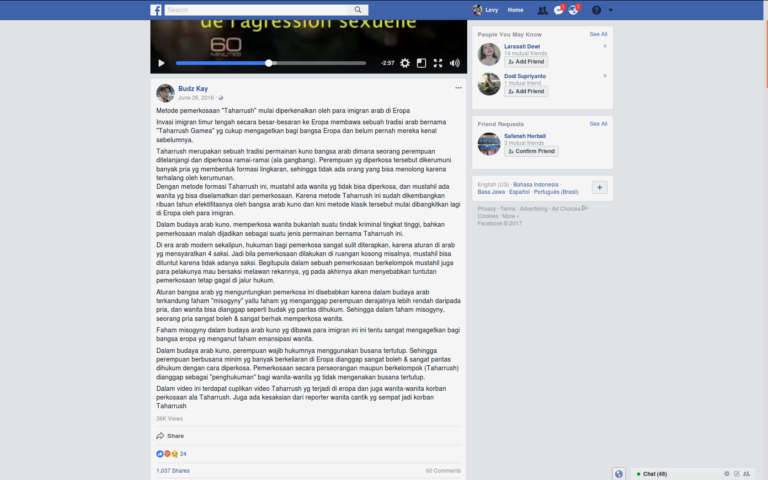 de l'agression sexuelle
60
MINUTES
-2:57
Search
Levy Home
Budz Kay
June 26, 2016 ·
Metode pemerkosaan "Taharrush" mulai diperkenalkan oleh para imigran arab di Eropa
Invasi imigran timur tengah secara besar-besaran ke Eropa membawa sebuah tradisi arab bernama
"Taharrush Gamea" yg cukup mengagetkan bagi bangsa Eropa dan belum pernah mereka kenal
sebelumnya.
Taharrush merupakan sebuah tradisi permainan kuno bangsa arab dimana seorang perempuan
ditelanjangi dan diperkosa ramai-ramai (ala gangbang). Perempuan yg diperkosa tersebut dikerumuni
banyak pria yg membentuk formasi lingkaran, sehingga tidak ada orang yang bisa menolong karena
terhalang oleh kerumunan.
Dengan metode formasi Taharrush ini, mustahil ada wanita yg tidak bisa diperkosa, dan mustahil ada
wanita yg bisa diselamatkan dari pemerkosaan. Karena metode Taharrush ini sudah dikembangkan
ribuan tahun efektifitasnya oleh bangsa arab kuno dan kini metode klasik tersebut mulai dibangkitkan lagi
di Eropa oleh para imigran.
Dalam budaya arab kuno, memperkosa wanita bukanlah suatu tindak kriminal tingkat tinggi, bahkan
pemerkosaan malah dijadikan sebagai suatu jenis permainan bernama Taharrush ini.
Di era arab modern sekalipun, hukuman bagi pemerkosa sangat sulit diterapkan, karena aturan di arab
yg mensyaratkan 4 saksi. Jadi bila pemerkosaan dilakukan di ruangan kosong misalnya, mustahil bisa
dituntut karena tidak adanya saksi. Begitupula dalam sebuah pemerkosaan berkelompok mustahil juga
para pelakunya mau bersaksi melawan rekannya, yg pada akhirnya akan menyebabkan tuntutan
pemerkosaan tetap gagal di jalur hukum.
Aturan bangsa arab yg menguntungkan pemerkosa ini disebabkan karena dalam budaya arab
terkandung faham "misogyny" yaitu faham yg menganggap perempuan derajatnya lebih rendah daripada
pria, dan wanita bisa dianggap seperti budak yg pantas dihukum. Sehingga dalam faham misogyny,
seorang pria sangat boleh & sangat berhak memperkosa wanita.
Faham misogyny dalam budaya arab kuno yg dibawa para imigran ini ini tentu sangat mengagetkan bagi
bangsa eropa yg menganut faham emansipasi wanita.
Dalam budaya arab kuno, perempuan wajib hukumnya menggunakan busana tertutup. Sehingga
perempuan berbusana minim yg banyak berkeliaran di Eropa dianggap sangat boleh & sangat pantas
dihukum dengan cara diperkosa. Pemerkosaan secara perseorangan maupun berkelompok (Taharrush)
dianggap sebagai "penghukuman" bagi wanita-wanita yg tidak mengenakan busana tertutup.
Dalam video ini terdapat cuplikan video Taharrush yg terjadi di eropa dan juga wanita-wanita korban
perkosaan ala Taharrush. Juga ada kesaksian dari reporter wanita cantik yg sempat jadi korban
Taharrush
36K Views
Share
24
1,037 Shares 60 Comments
People You May Know See All
Larasati Dewi
14 mutual friends
Add Friend
Dodi Supriyanto
1 mutual friend
Add Friend
Friend Requests See All
Selenah Herbali
3 mutual friends
Confirm Friend
English (US) · Bahasa Indonesia ·
Basa Jawa · Español · Português (Brasil)
Privacy · Terms · Advertising · Ad Choices
Cookies · More
Facebook © 2017
Chat (48)